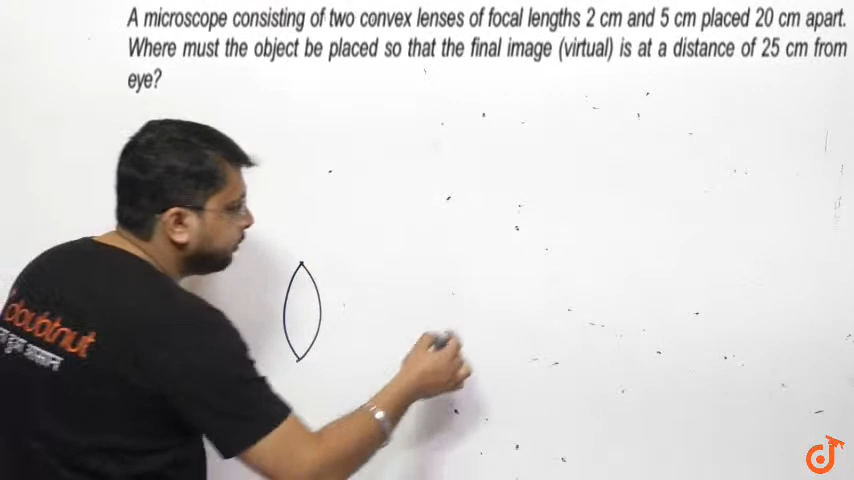 A microscope consisting of two convex lenses of focal lengths 2 cm and 5 cm placed 20 cm apart.
Where must the object be placed so that the final image (virtual) is at a distance of 25 cm from
eye?
doubtnut